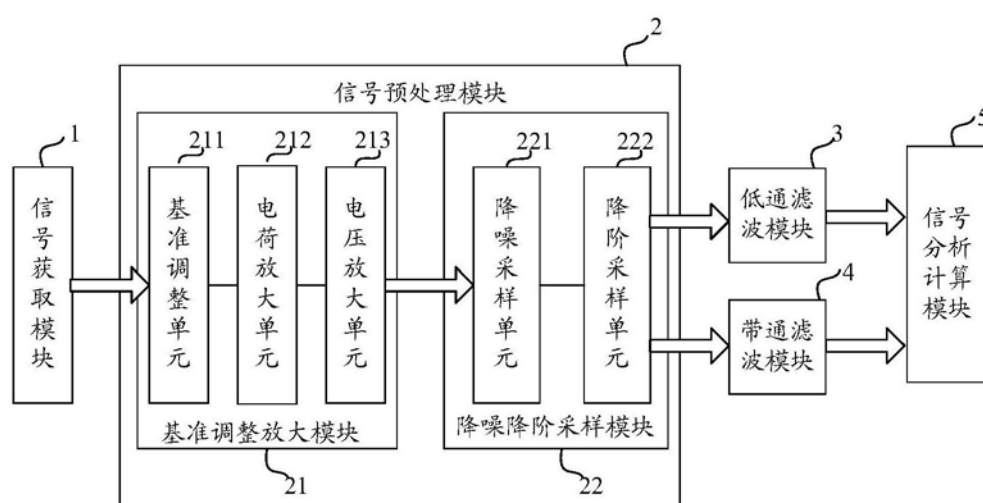 2
信号预处理模块
1
211
212
213
221
222
3
5
信号获取模块
基准调整单元
电荷放大单元
电压放大单元
降噪采样单元
降阶采样单元
低通滤
波模块
4
带通滤
波模块
信号
分析
计算
模块
基准调整放大模块
降噪降阶采样模块
21
22